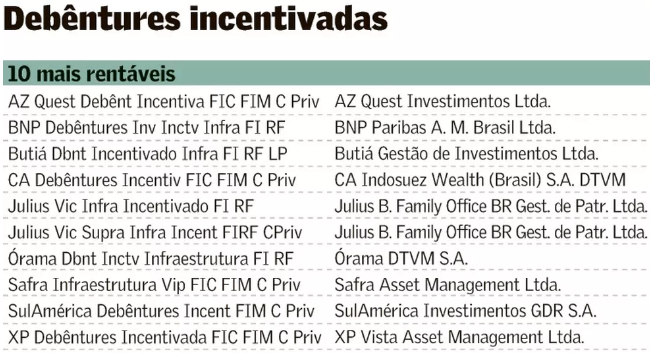 Debêntures incentivadas
10 mais rentáveis
AZ Quest Debênt Incentiva FIC FIM C Priv AZ Quest Investimentos Ltda.
BNP Debêntures Inv Inctv Infra FI RF BNP Paribas A. M. Brasil Ltda.
Butiá Dbnt Incentivado Infra FI RF LP Butiá Gestão de Investimentos Ltda.
CA Debêntures Incentiv FIC FIM C Priv CA Indosuez Wealth (Brasil) S.A. DTVM
Julius Vic Infra Incentivado FI RF Julius B. Family Office BR Gest. de Patr. Ltda.
Julius Vic Supra Infra Incent FIRF CPriv Julius B. Family Office BR Gest. de Patr. Ltda.
Órama Dbnt Inctv Infraestrutura FI RF Órama DTVM S.A.
Safra Infraestrutura Vip FIC FIM C Priv Safra Asset Management Ltda.
SulAmérica Debêntures Incent FIM C Priv SulAmérica Investimentos GDR S.A.
XP Debêntures Incentivada FIC FIM C Priv XP Vista Asset Management Ltda.